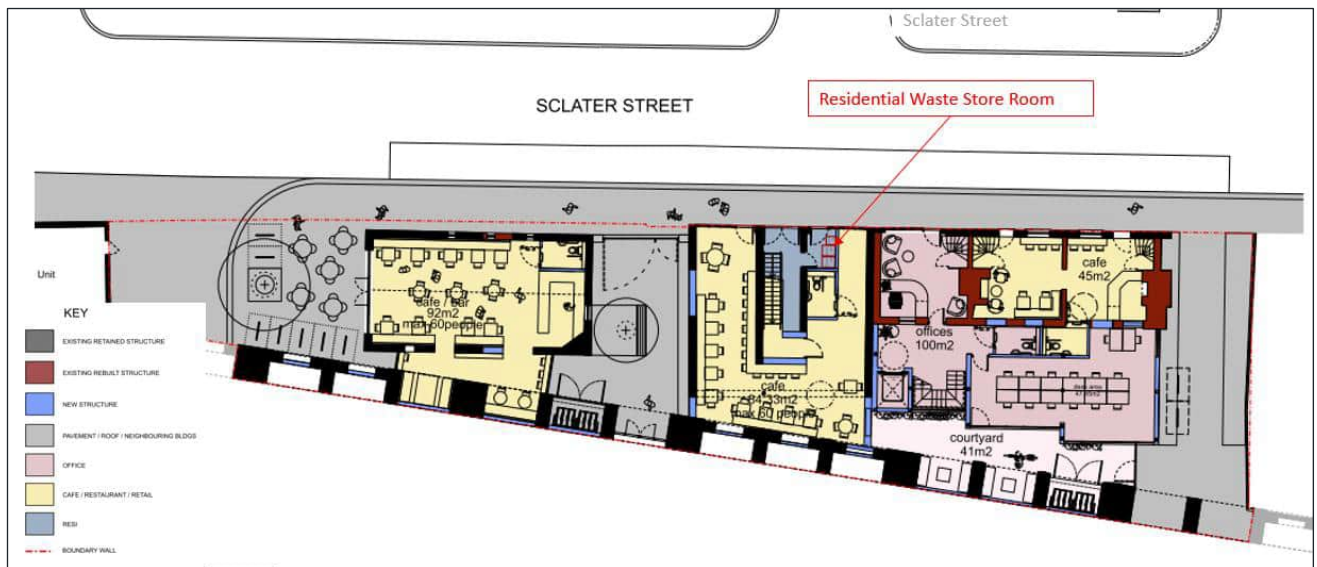 Sclater Street
Residential Waste Store Room
SCLATER STREET
Unit
KEY
EXISTING RETAINED STRUCTURE
EXISTING REBUILT STRUCTURE
NEW STRUCTURE
PAVEMENT / ROOF / NEIGHBOURING BLDGS
OFFICE
CAFE / RESTAURANT / RETAIL
RESI
BOUNDARY WALL
cafe / bar
92m2
max 60people
cafe
84.33m2
max 60 people
offices
100m2
cafe
45m2
courtyard
41m2